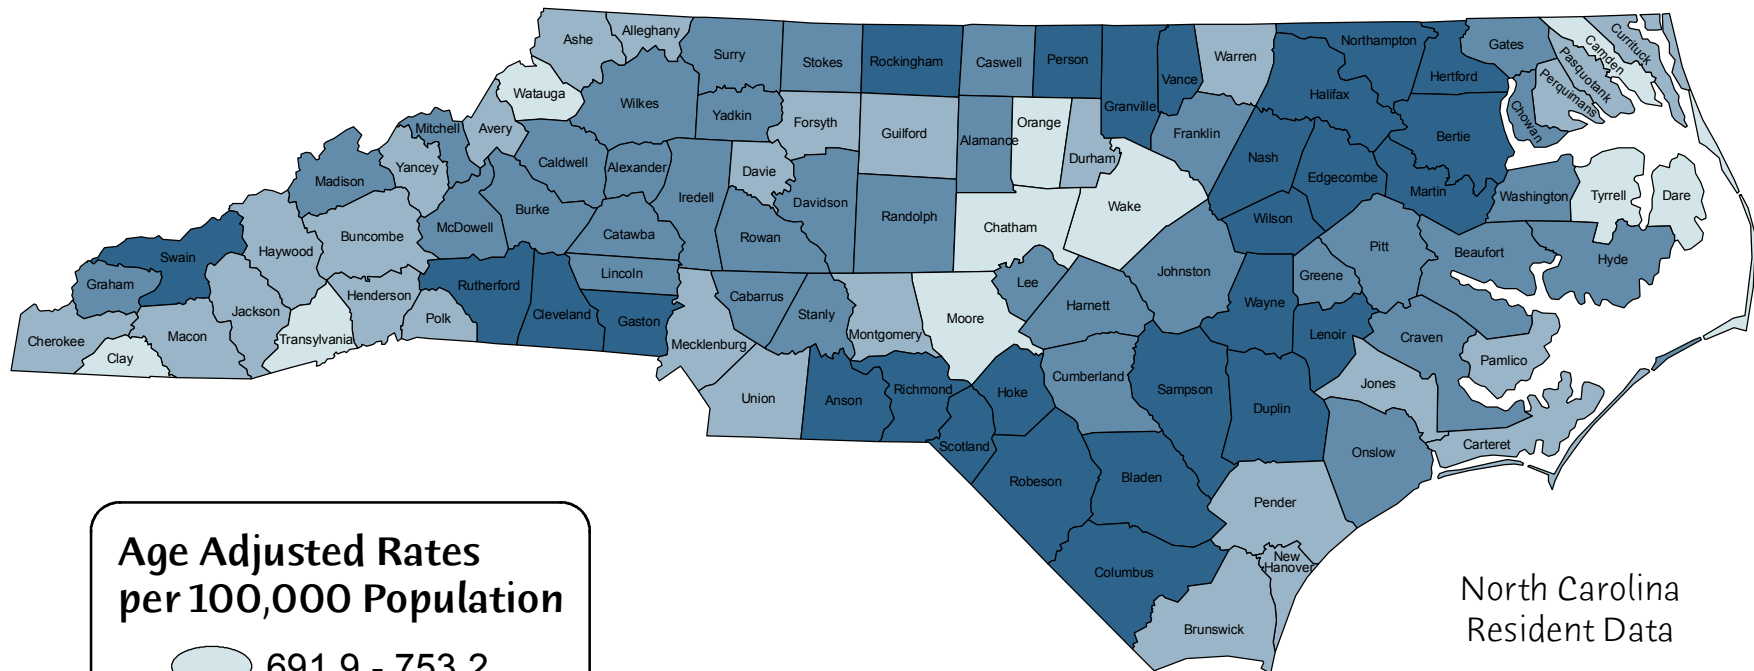 Alleghany
Ashe
Surry
Stokes
Rockingham
Caswell
Person
Granville
Vance
Warren
Northampton
Gates
Camden
Currituck
Pasquotank
Perquimans
Chowan
Hertford
Halifax
Bertie
Watauga
Wilkes
Yadkin
Forsyth
Guilford
Alamance
Orange
Durham
Franklin
Nash
Edgecombe
Martin
Washington
Tyrrell
Dare
Mitchell
Avery
Yancey
Caldwell
Alexander
Iredell
Davie
Davidson
Randolph
Chatham
Wake
Wilson
Madison
Burke
McDowell
Catawba
Rowan
Buncombe
Haywood
Swain
Graham
Pitt
Beaufort
Hyde
Greene
Johnston
Lee
Harnett
Wayne
Lincoln
Rutherford
Cleveland
Gaston
Cabarrus
Stanly
Montgomery
Moore
Mecklenburg
Henderson
Polk
Jackson
Transylvania
Macon
Cherokee
Clay
Lenoir
Craven
Pamlico
Jones
Cumberland
Sampson
Duplin
Hoke
Richmond
Anson
Union
Scotland
Carteret
Onslow
Robeson
Bladen
Pender
New
Hanover
Columbus
Brunswick
Age Adjusted Rates
per 100,000 Population
691.9 - 753.2
North Carolina
Resident Data